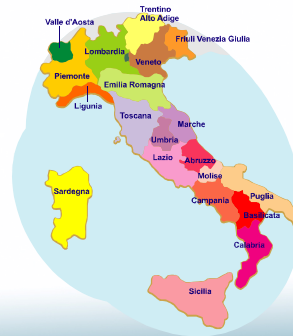 Trentino
Alto Adige
Valle d'Aosta
Friuli Venezia Giulia
Lombardia
Veneto
Piemonte
Emilia Romagna
Ligunia
Toscana
Marche
Umbria
Lazio
Abruzzo
Molise
Sardegna
Campania
Puglia
Basilicata
Calabria
Sicilia